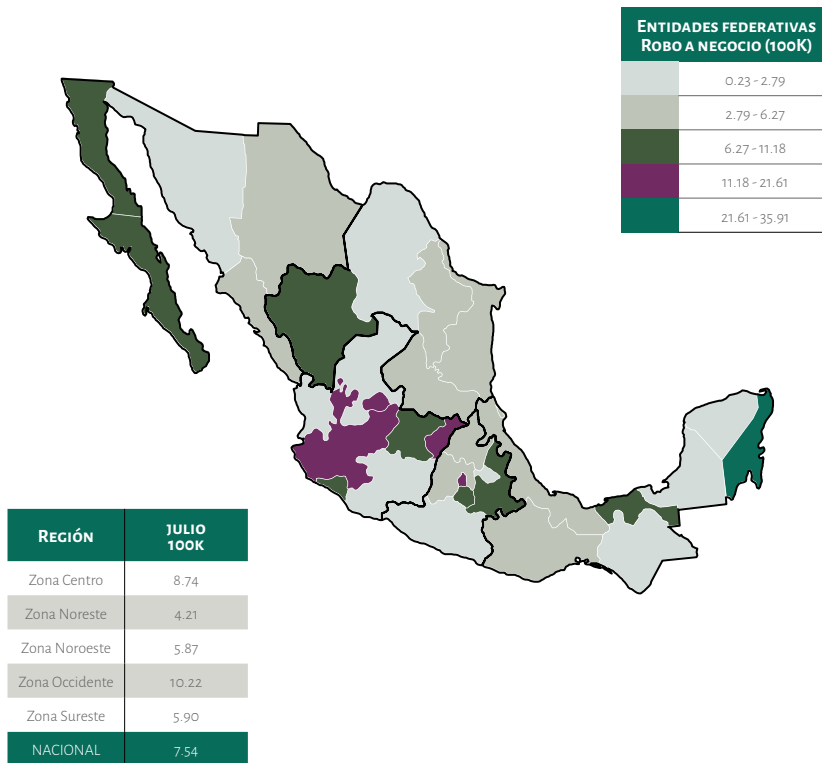 Entidades federativas
Robo a negocio (100K)
0.23 - 2.79
2.79 - 6.27
6.27 - 11.18
11.18 - 21.61
21.61 - 35.91
Región julio
100K
Zona Centro 8.74
Zona Noreste 4.21
Zona Noroeste 5.87
Zona Occidente 10.22
Zona Sureste 5.90
NACIONAL 7.54